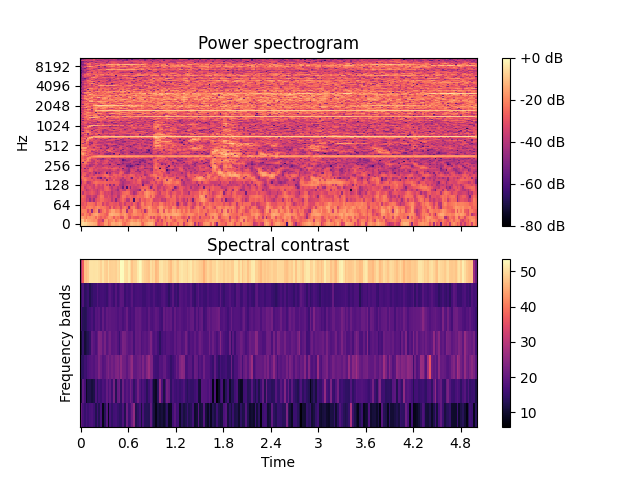 Power spectrogram
8192
4096
2048
1024
512
256
128
64
0
Hz
+0 dB
-20 dB
-40 dB
-60 dB
-80 dB
Spectral contrast
Frequency bands
50
40
30
20
10
0
0.6
1.2
1.8
2.4
3
3.6
4.2
4.8
Time